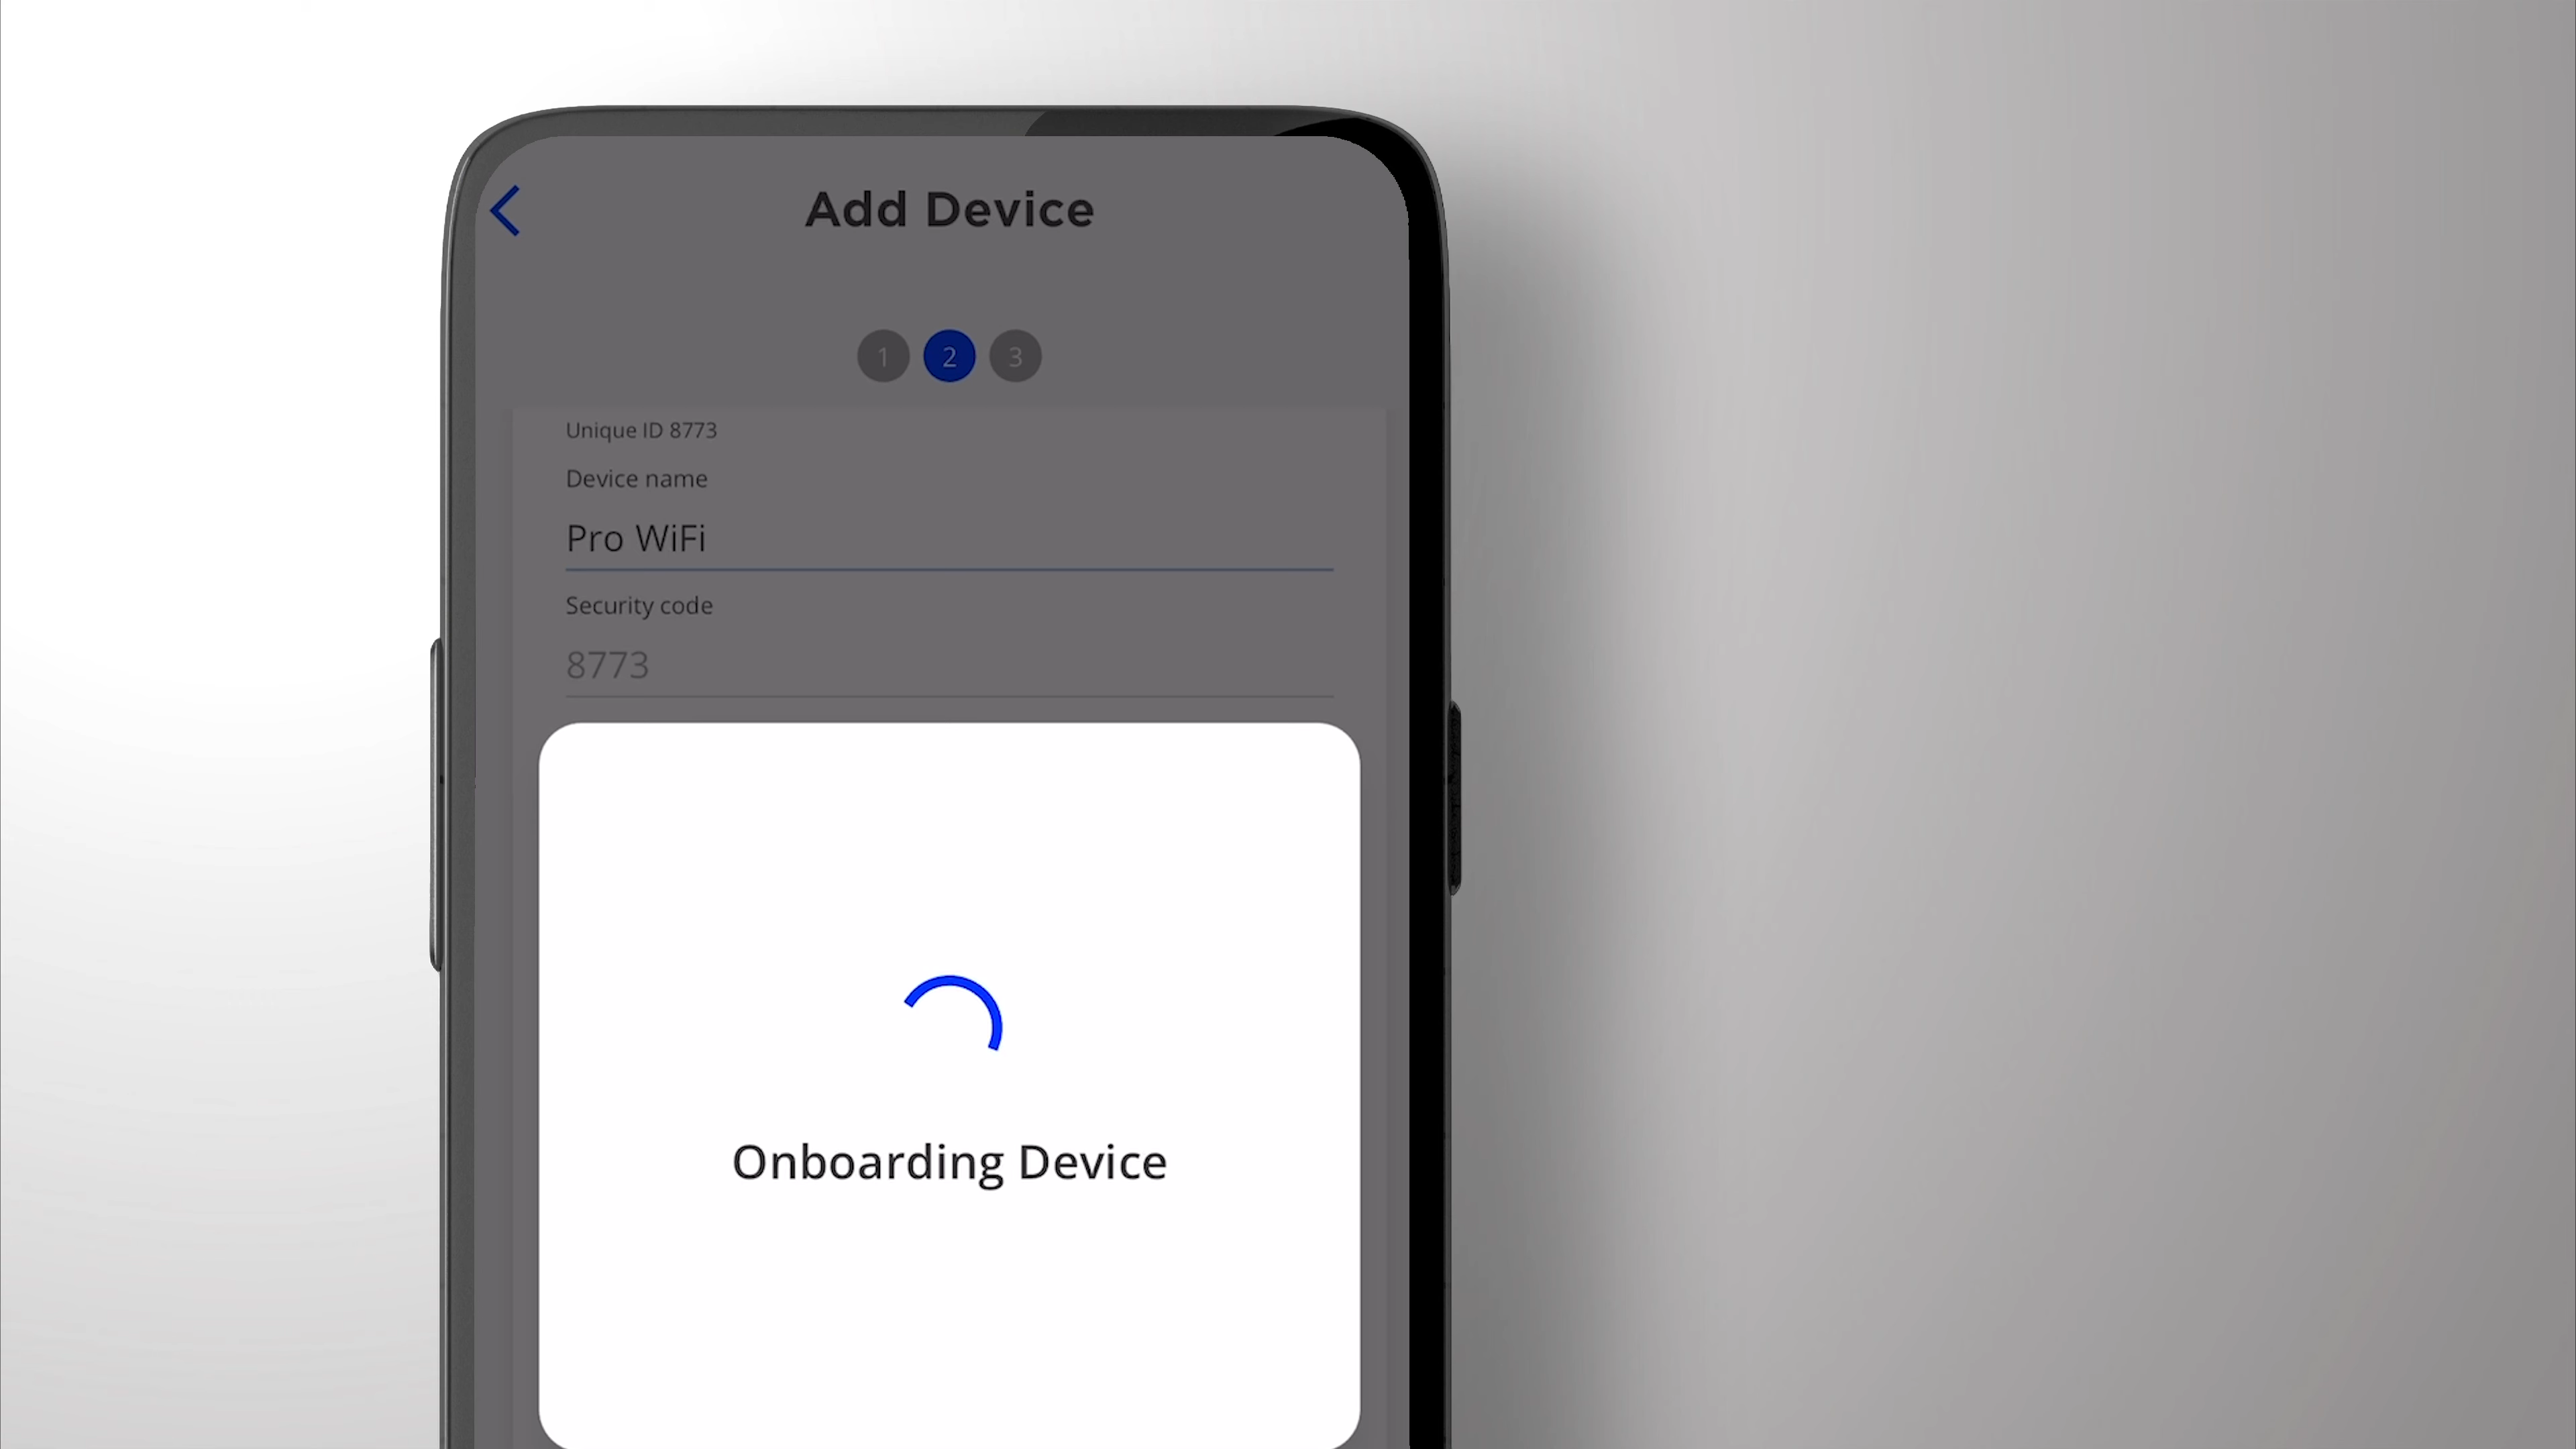 Add Device
1 2 3
Unique ID 8773
Device name
Pro WiFi
Security code
8773
Onboarding Device